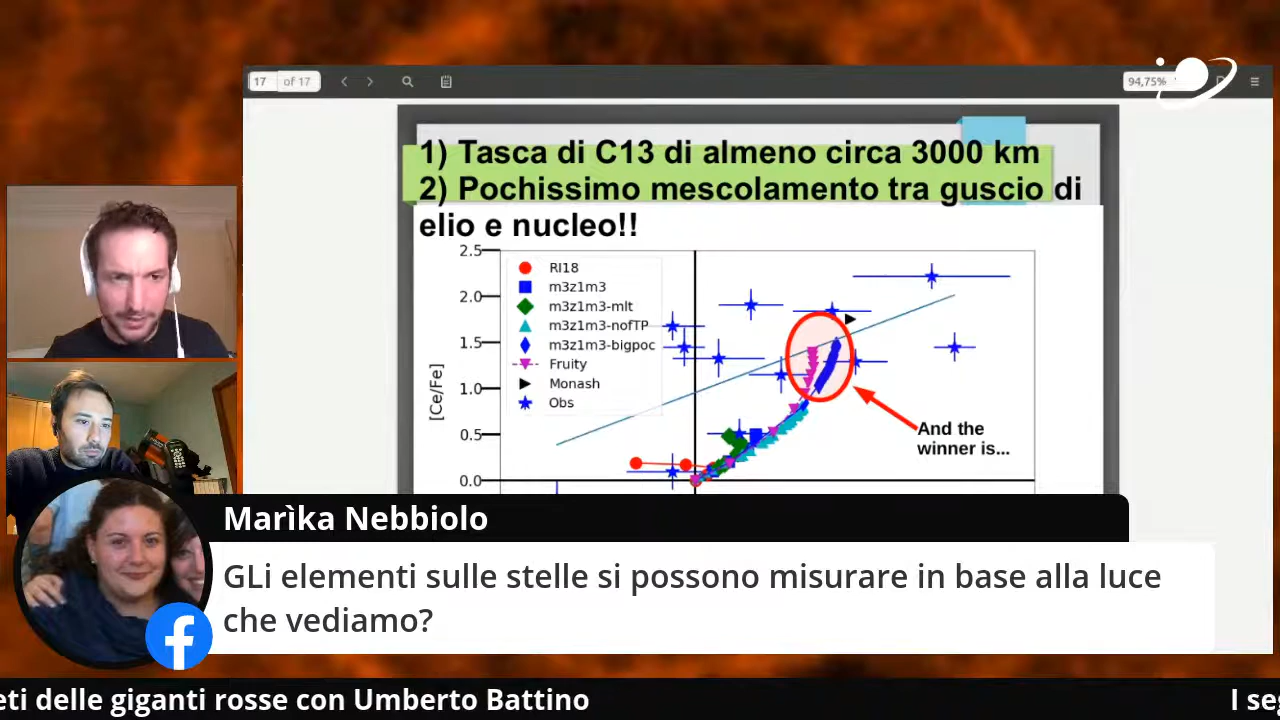 17 of 17
94,75%
1) Tasca di C13 di almeno circa 3000 km
2) Pochissimo mescolamento tra guscio di
elio e nucleo!!
2.5
2.0
1.5
1.0
0.5
0.0
[Ce/Fe]
RI18
m3z1m3
m3z1m3-mlt
m3z1m3-nofTP
m3z1m3-bigpoc
Fruity
Monash
Obs
And the
winner is...
Marìka Nebbiolo
GLi elementi sulle stelle si possono misurare in base alla luce
che vediamo?
eti delle giganti rosse con Umberto Battino
I se